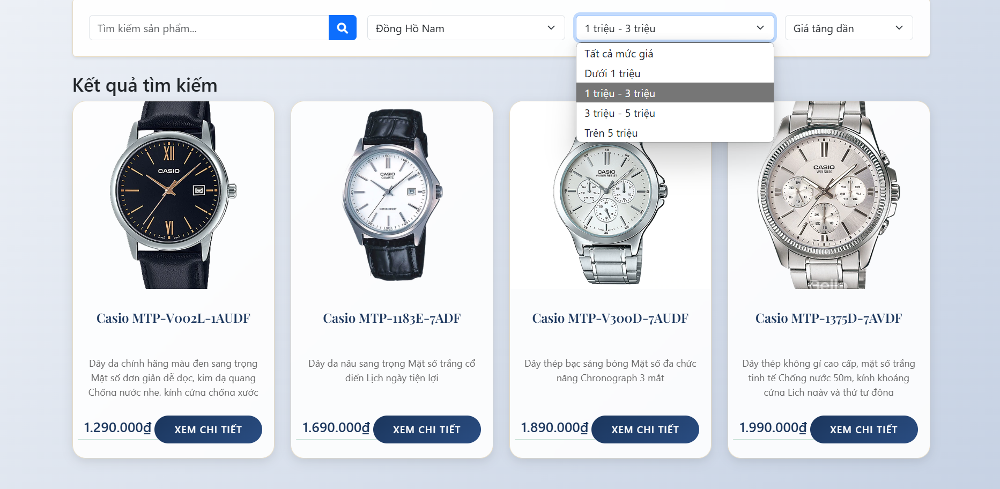 Tìm kiếm sản phẩm...
Đồng Hồ Nam
1 triệu - 3 triệu
Giá tăng dần
Tất cả mức giá
Dưới 1 triệu
1 triệu - 3 triệu
3 triệu - 5 triệu
Trên 5 triệu
Kết quả tìm kiếm
CASIO
CASIO
QUARTZ
WATER RESIST
CASIO
WATER RESIST
CASIO
WR 50M
Casio MTP-V002L-1AUDF
Dây da chính hãng màu đen sang trọng
Mặt số đơn giản dễ đọc, kim dạ quang
Chống nước nhẹ, kính cứng chống xước
1.290.000₫
XEM CHI TIẾT
Casio MTP-1183E-7ADF
Dây da nâu sang trọng Mặt số trắng cổ
điển Lịch ngày tiện lợi
1.690.000₫
XEM CHI TIẾT
Casio MTP-V300D-7AUDF
Dây thép bạc sáng bóng Mặt số đa chức
năng Chronograph 3 mắt
1.890.000₫
XEM CHI TIẾT
Casio MTP-1375D-7AVDF
Dây thép không gỉ cao cấp, mặt số trắng
tinh tế Chống nước 50m, kính khoáng
cứng Lịch ngày và thứ tự động
1.990.000₫
XEM CHI TIẾT